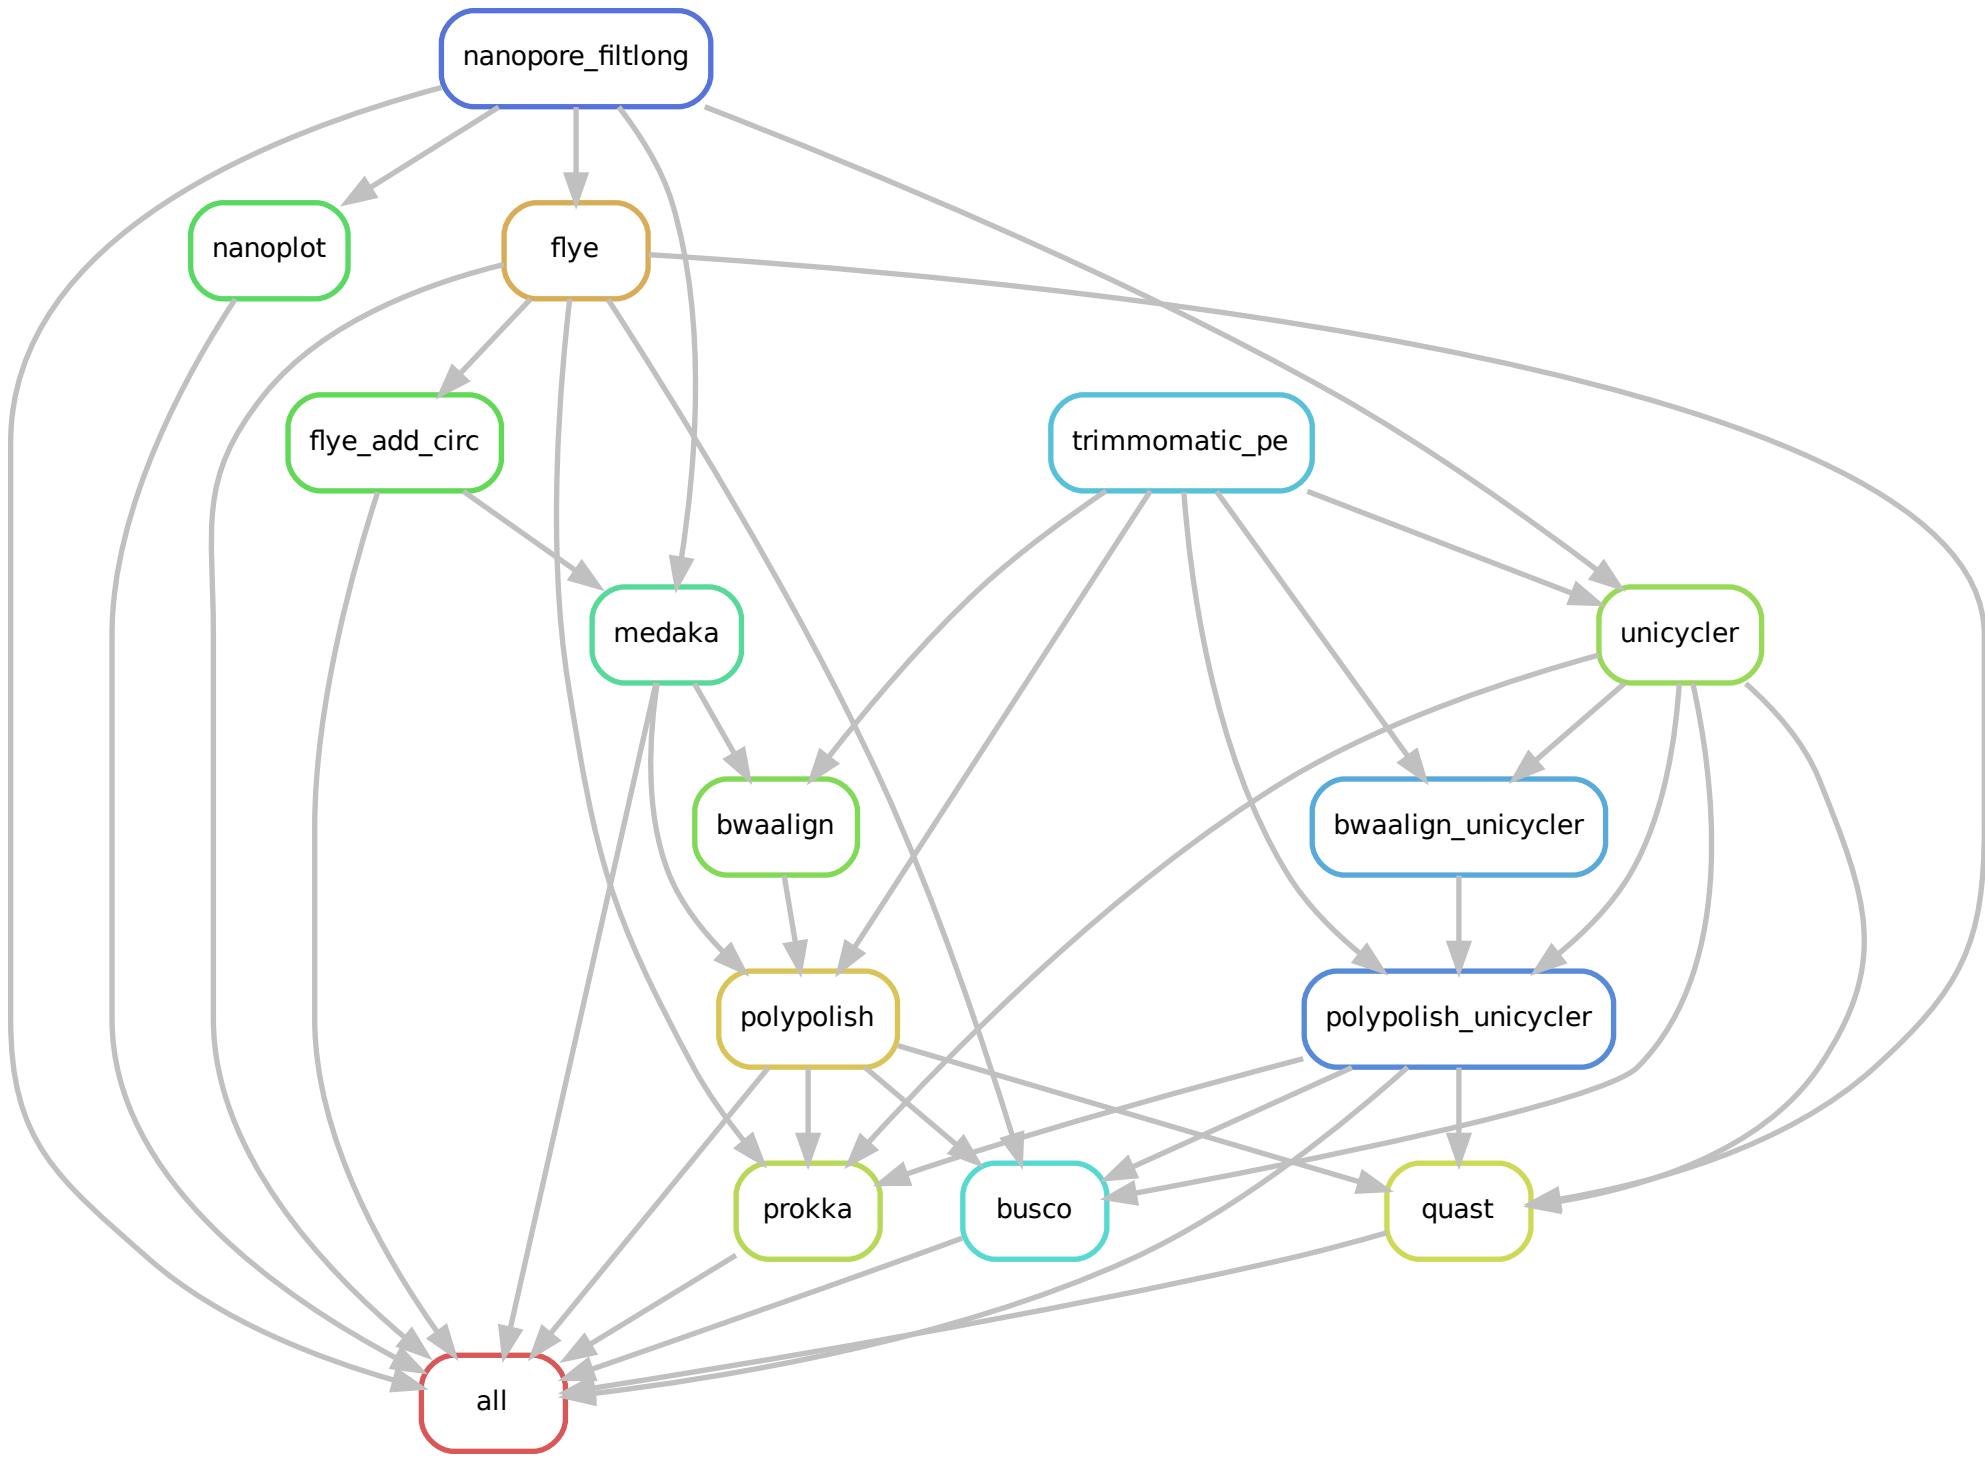 nanopore_filtlong
nanoplot
flye
flye_add_circ
trimmomatic_pe
medaka
unicycler
bwaalign
bwaalign_unicycler
polypolish
polypolish_unicycler
prokka
busco
quast
all